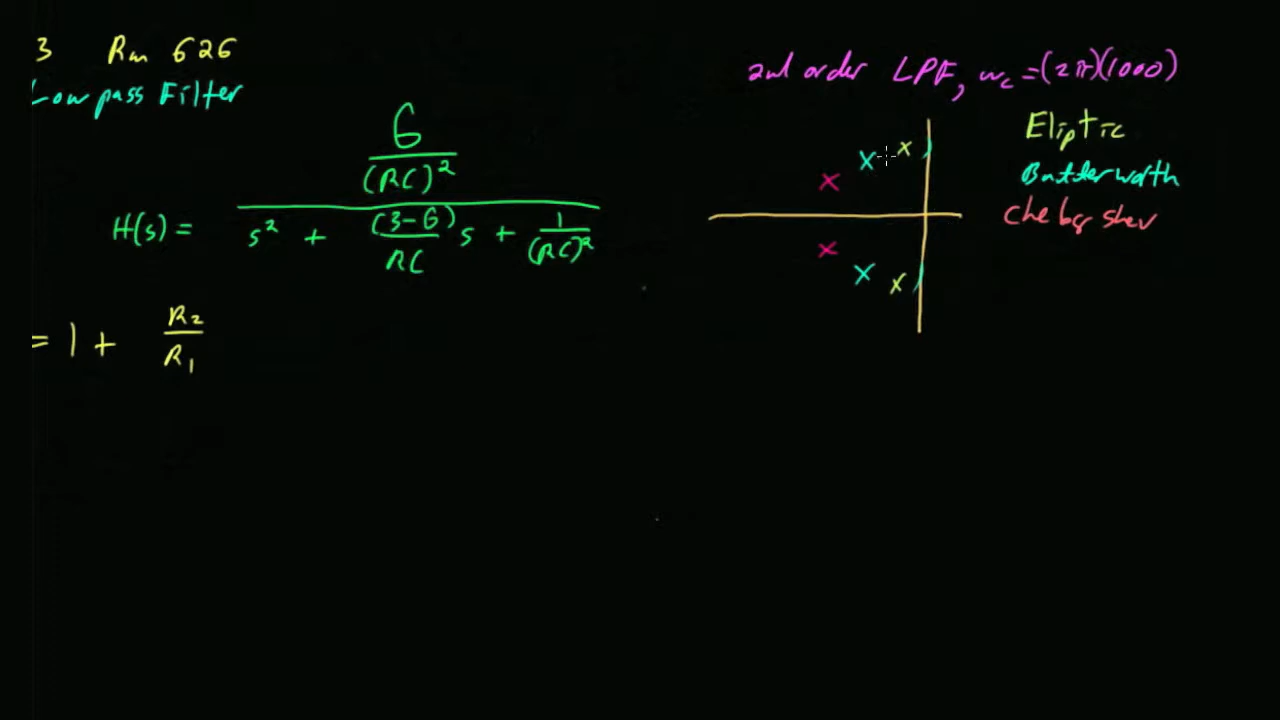 3 Rm 626
Low pass Filter
2nd order LPF, wc = (2π)(1000)
Eliptic
Butterworth
Chebyshev
H(s) = G/(RC)² / s² + (3-G)/RC s + 1/(RC)²
= 1 + R2/R1